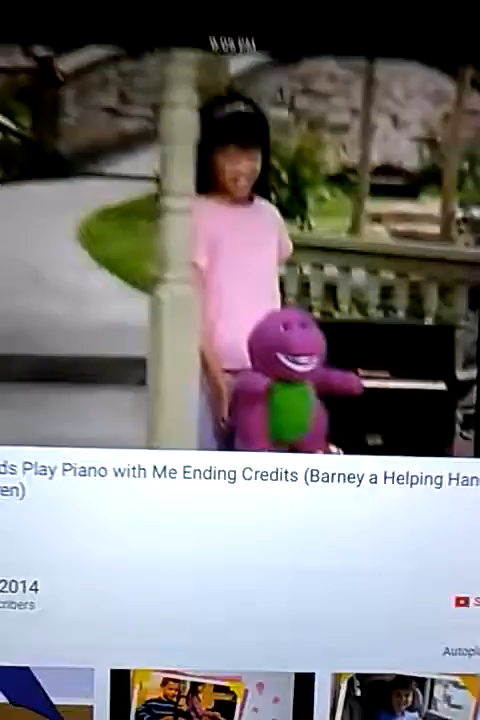 ds Play Piano with Me Ending Credits (Barney a Helping Han
en)
2014
cribers
S
Autopla